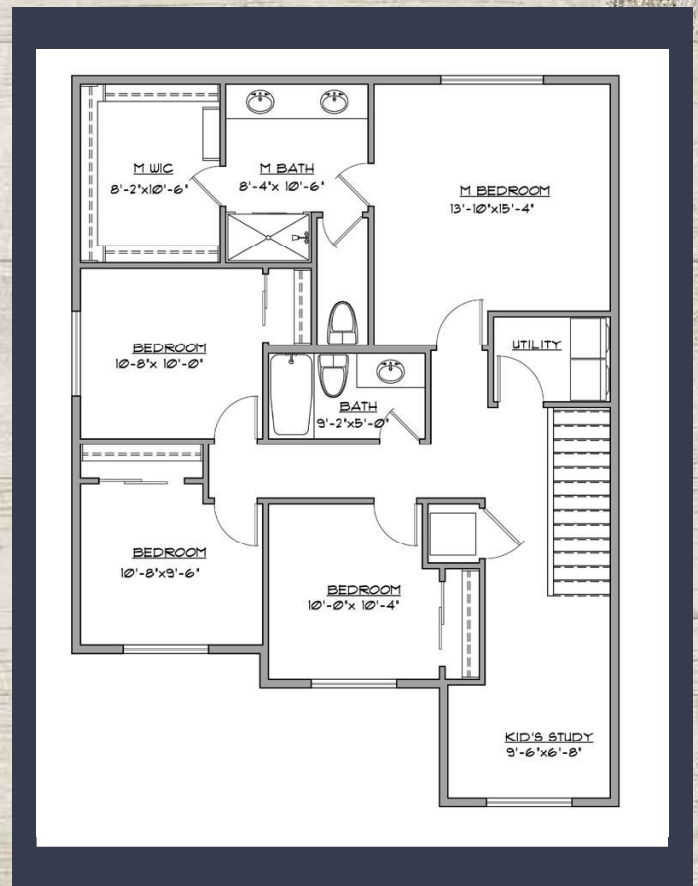 M WIC
8'-2"x10'-6"
M BATH
8'-4"x 10'-6"
M BEDROOM
13'-10"x15'-4"
UTILITY
BEDROOM
10-8"x 10'-0"
BATH
9'-2"x5'-0"
BEDROOM
10'-8"x9'-6"
BEDROOM
10'-0"x 10'-4"
KID'S STUDY
9'-6"x6'-8"